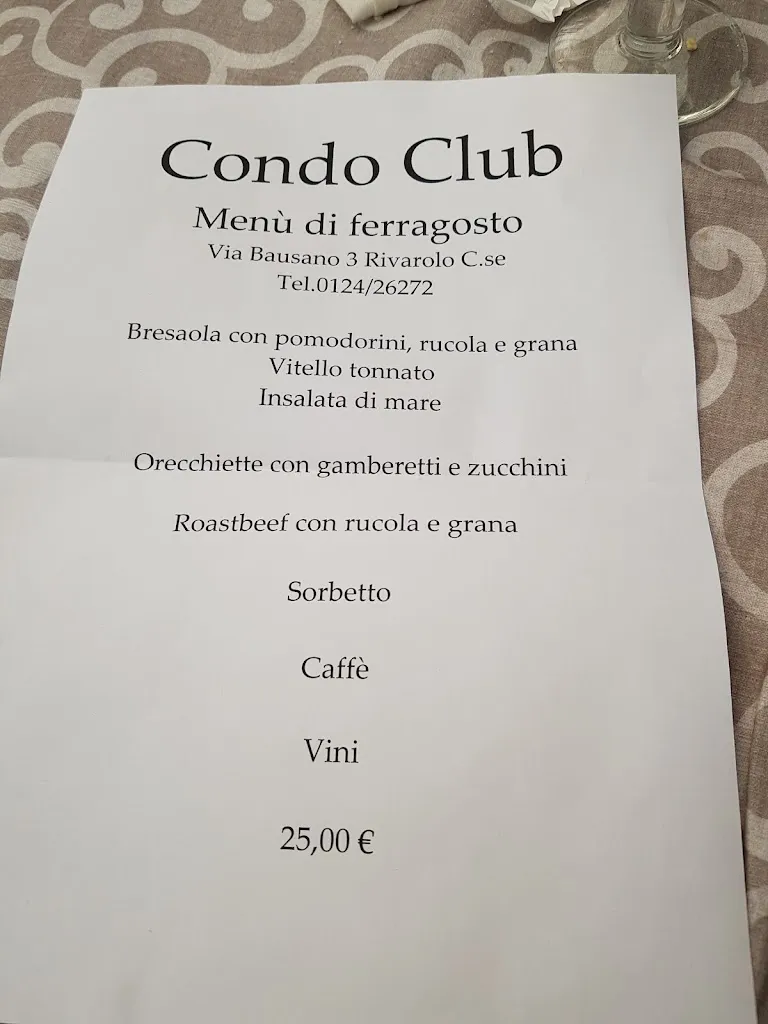 Condo Club
Menù di ferragosto
Via Bausano 3 Rivarolo C.se
Tel.0124/26272
Bresaola con pomodorini, rucola e grana
Vitello tonnato
Insalata di mare
Orecchiette con gamberetti e zucchini
Roastbeef con rucola e grana
Sorbetto
Caffè
Vini
25,00 €